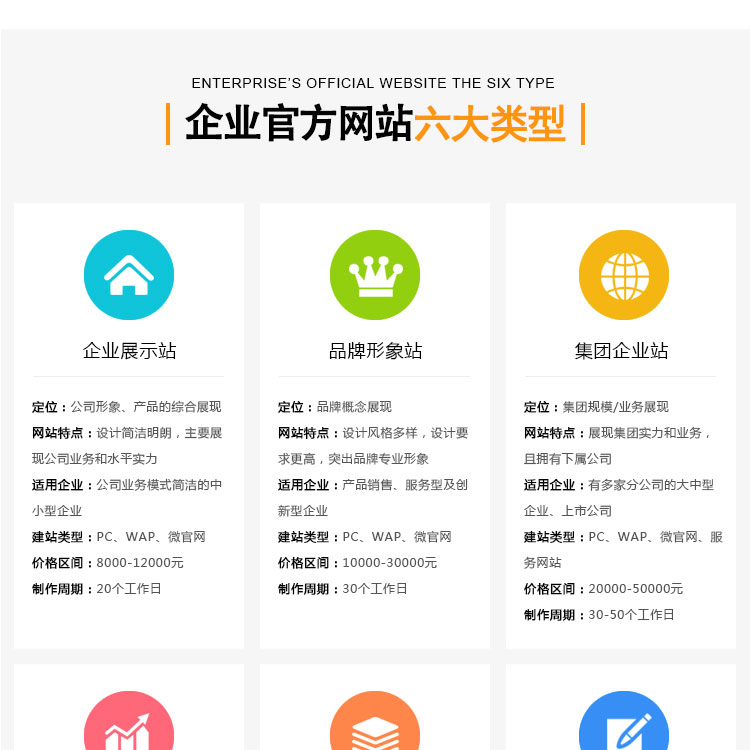 ENTERPRISE'S OFFICIAL WEBSITE THE SIX TYPE
企业官方网站六大类型
企业展示站
定位：公司形象、产品的综合展现
网站特点：设计简洁明朗，主要展
现公司业务和水平实力
适用企业：公司业务模式简洁的中
小型企业
建站类型：PC、WAP、微官网
价格区间：8000-12000元
制作周期：20个工作日
品牌形象站
定位：品牌概念展现
网站特点：设计风格多样，设计要
求更高，突出品牌专业形象
适用企业：产品销售、服务型及创
新型企业
建站类型：PC、WAP、微官网
价格区间：10000-30000元
制作周期：30个工作日
集团企业站
定位：集团规模/业务展现
网站特点：展现集团实力和业务，
且拥有下属公司
适用企业：有多家分公司的大中型
企业、上市公司
建站类型：PC、WAP、微官网、服
务网站
价格区间：20000-50000元
制作周期：30-50个工作日